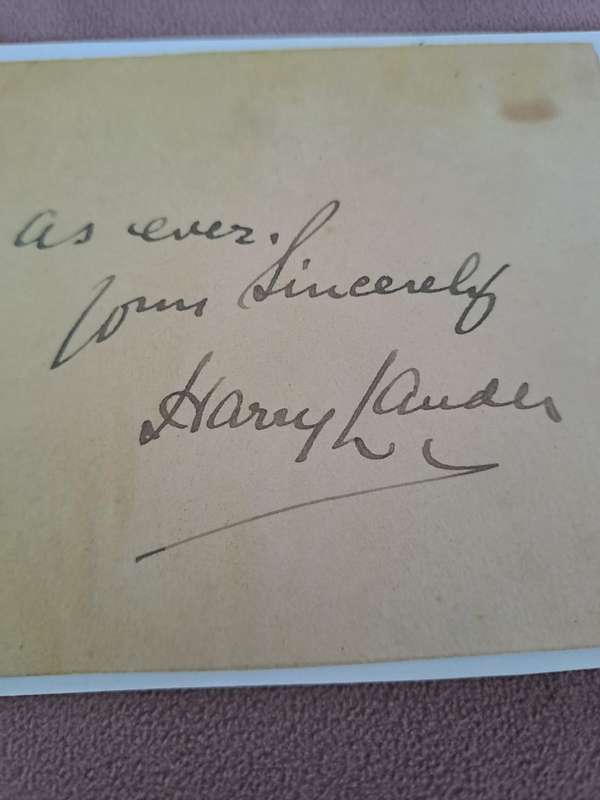 as ever.
Yours Sincerely
Harry Lauder